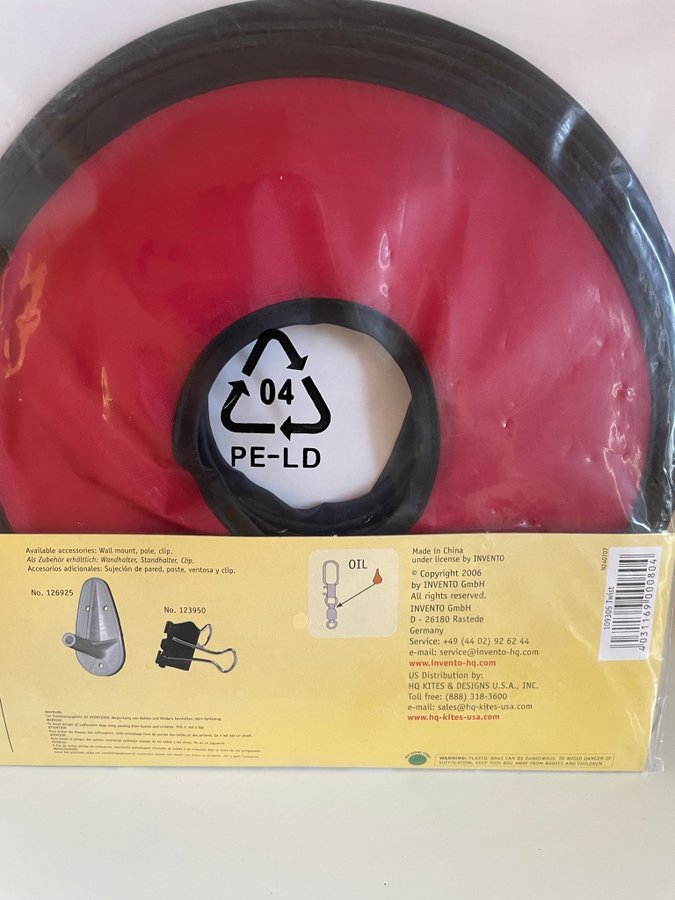 04
PE-LD
Available accessories: Wall mount, pole, clip.
Als Zubehör erhältlich: Wandhalter, Standhalter, Clip.
Accesorios adicionales: Sujeción de pared, poste, ventosa y clip.
No. 126925
No. 123950
OIL
Made in China
under license by INVENTO
© Copyright 2006
by INVENTO GmbH
All rights reserved.
INVENTO GmbH
D - 26180 Rastede
Germany
Service: +49 (44 02) 92 62 44
e-mail: service@invento-hq.com
www.invento-hq.com
US Distribution by:
HQ KITES & DESIGNS U.S.A., INC.
Toll free: (888) 318-3600
e-mail: sales@hq-kites-usa.com
www.hq-kites-usa.com
109305 Twist
4031169000804
WARNING: PLASTIC BAGS CAN BE DANGEROUS. TO AVOID DANGER OF
SUFFOCATION, KEEP THIS BAG AWAY FROM BABIES AND CHILDREN.